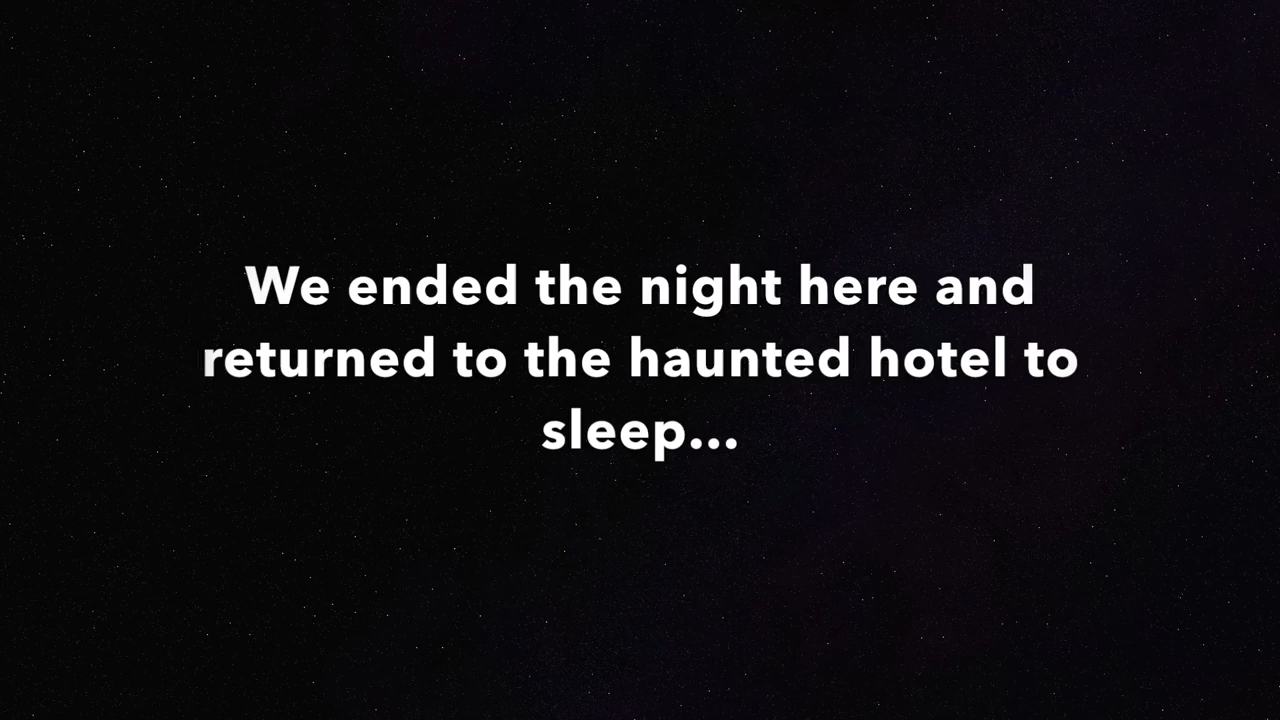 We ended the night here and
returned to the haunted hotel to
sleep...